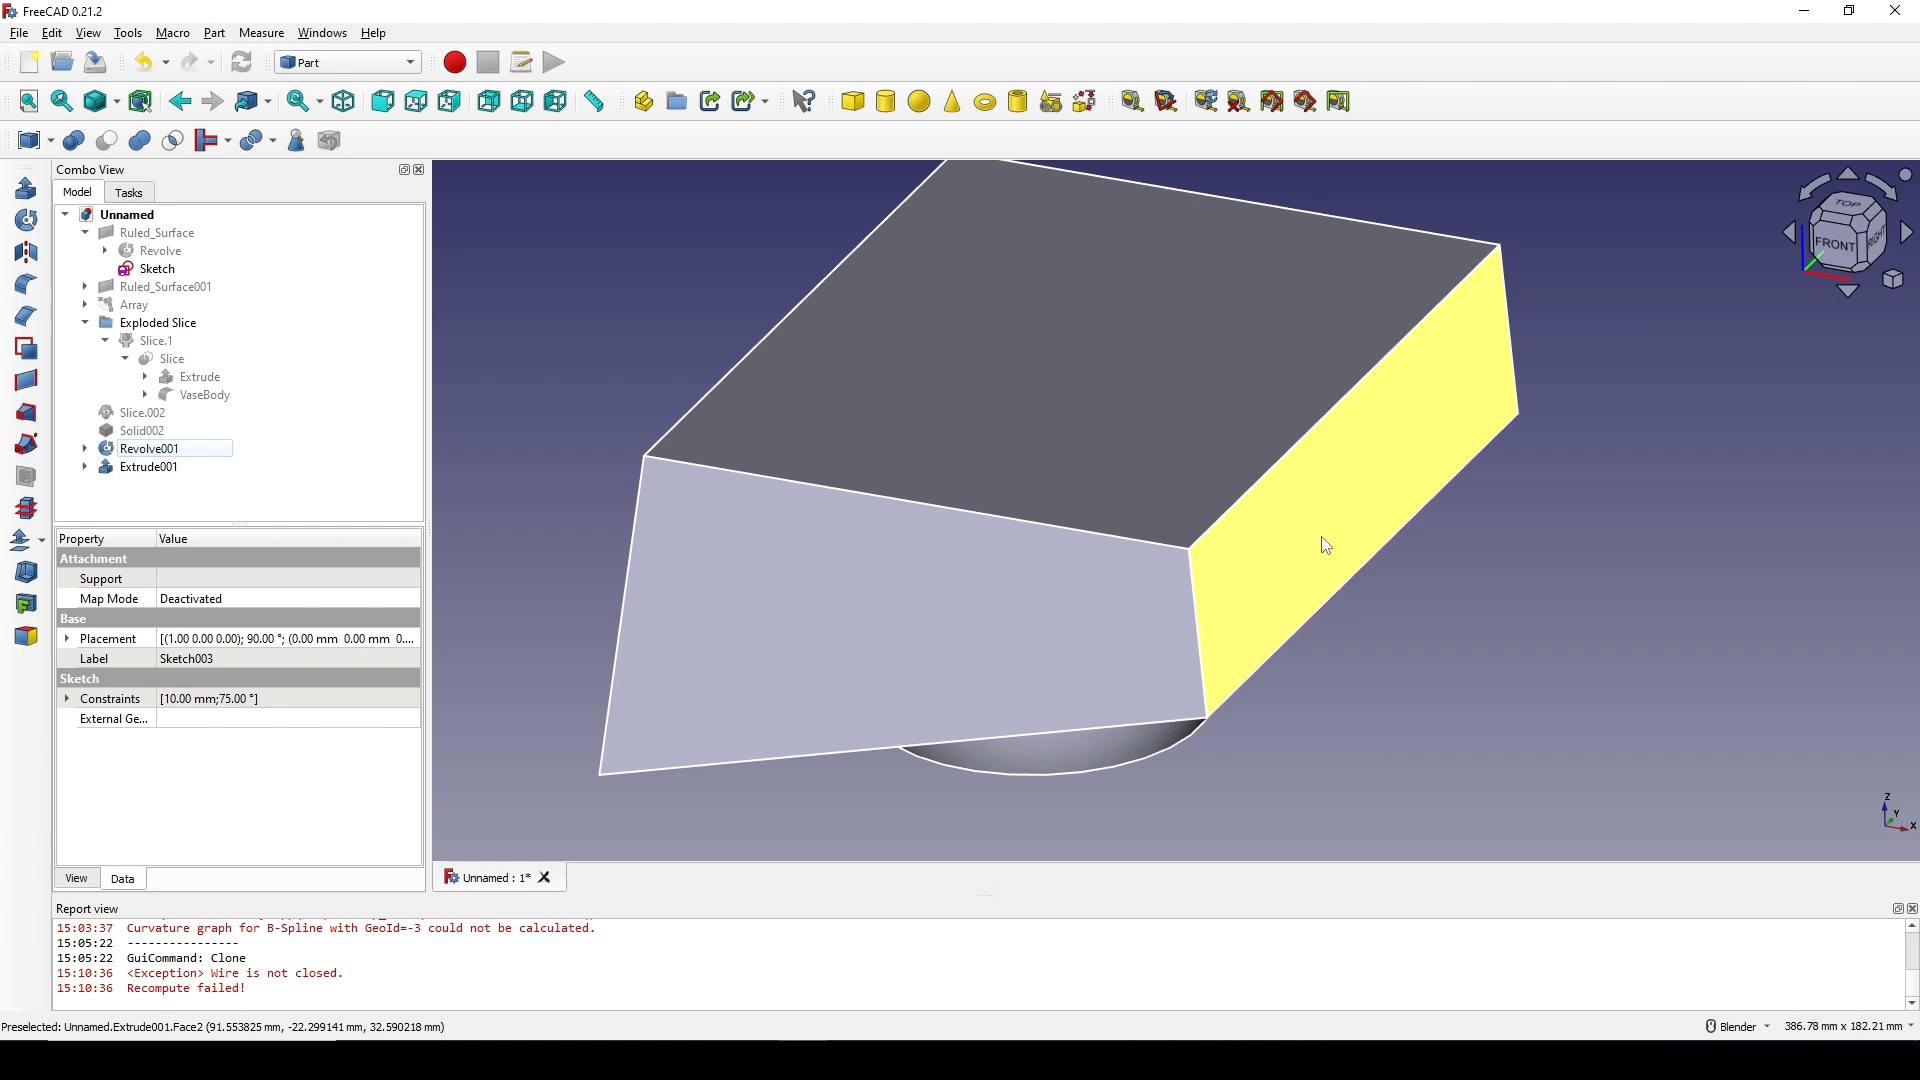 FreeCAD 0.21.2
File Edit View Tools Macro Part Measure Windows Help
Part
Combo View
Model Tasks
Unnamed
Ruled_Surface
Revolve
Sketch
Ruled_Surface001
Array
Exploded Slice
Slice.1
Slice
Extrude
VaseBody
Slice.002
Solid002
Revolve001
Extrude001
Property Value
Attachment
Support
Map Mode Deactivated
Base
Placement [(1.00 0.00 0.00); 90.00 °; (0.00 mm 0.00 mm 0....
Label Sketch003
Sketch
Constraints [10.00 mm;75.00 °]
External Ge...
View Data
TOP
FRONT
RIGHT
Z
Y
X
Unnamed : 1*
Report view
15:03:37 Curvature graph for B-Spline with GeoId=-3 could not be calculated.
15:05:22 ----------------
15:05:22 GuiCommand: Clone
15:10:36 <Exception> Wire is not closed.
15:10:36 Recompute failed!
Preselected: Unnamed.Extrude001.Face2 (91.553825 mm, -22.299141 mm, 32.590218 mm)
Blender 386.78 mm x 182.21 mm